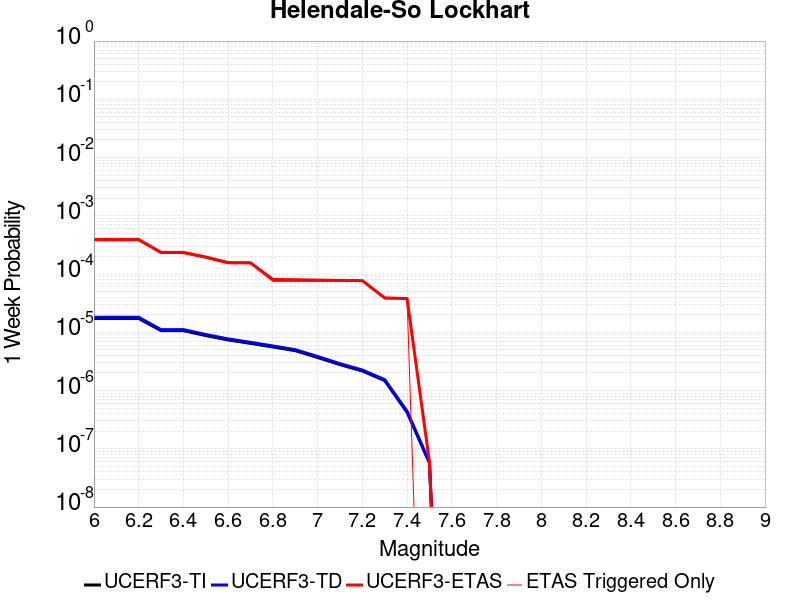 Helendale-So Lockhart
10^0
10^-1
10^-2
10^-3
10^-4
10^-5
10^-6
10^-7
10^-8
1 Week Probability
6 6.2 6.4 6.6 6.8 7 7.2 7.4 7.6 7.8 8 8.2 8.4 8.6 8.8 9
Magnitude
UCERF3-TI UCERF3-TD UCERF3-ETAS ETAS Triggered Only